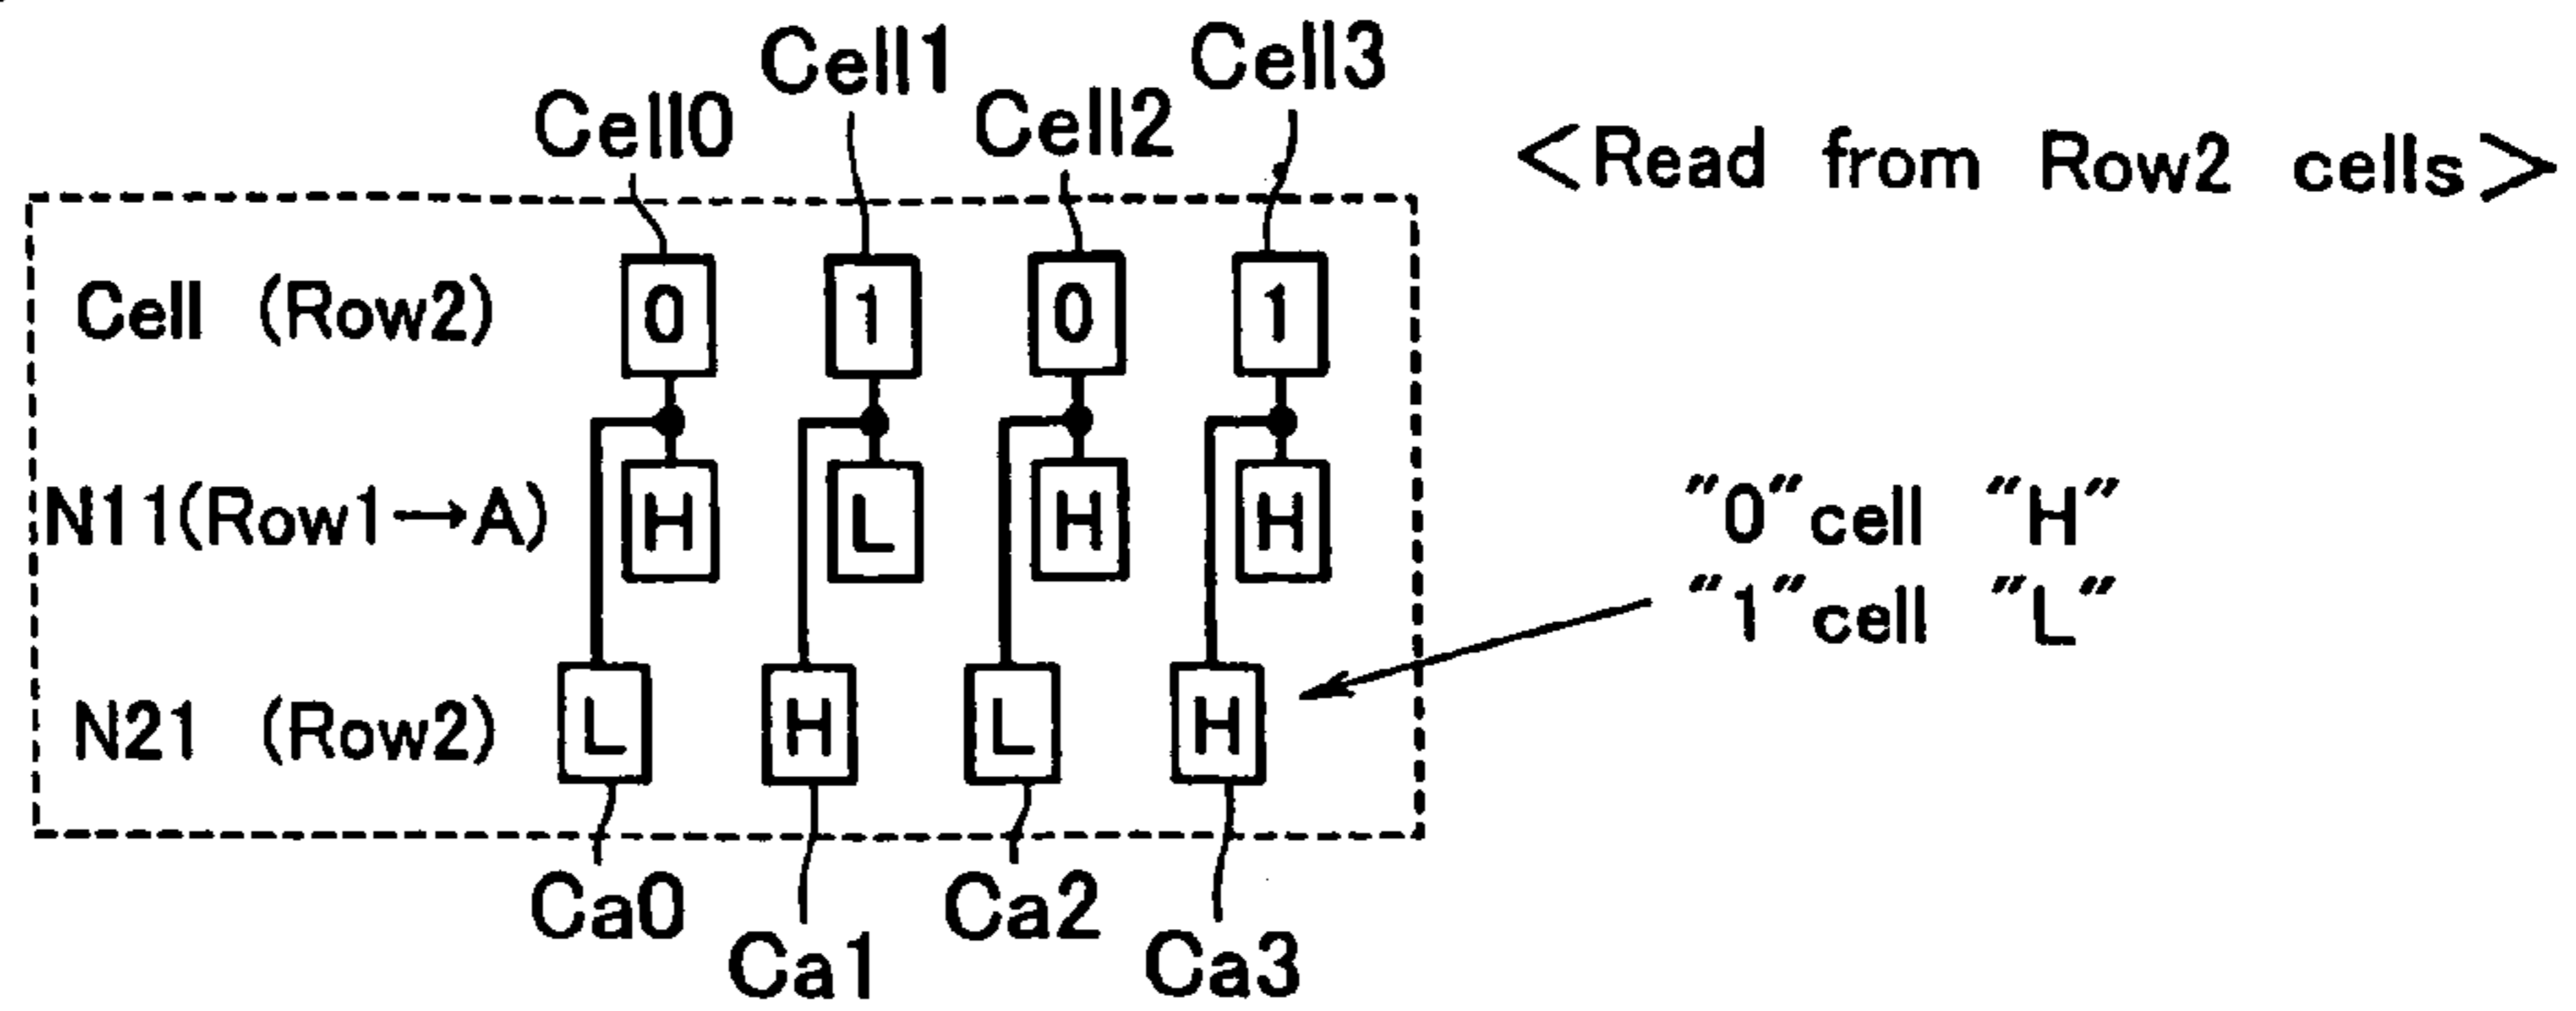 Cell0 Cell1 Cell2 Cell3
<Read from Row2 cells>
Cell (Row2) 0 1 0 1
N11(Row1→A) H L H H
"0"cell "H"
"1"cell "L"
N21 (Row2) L H L H
Ca0 Ca1 Ca2 Ca3